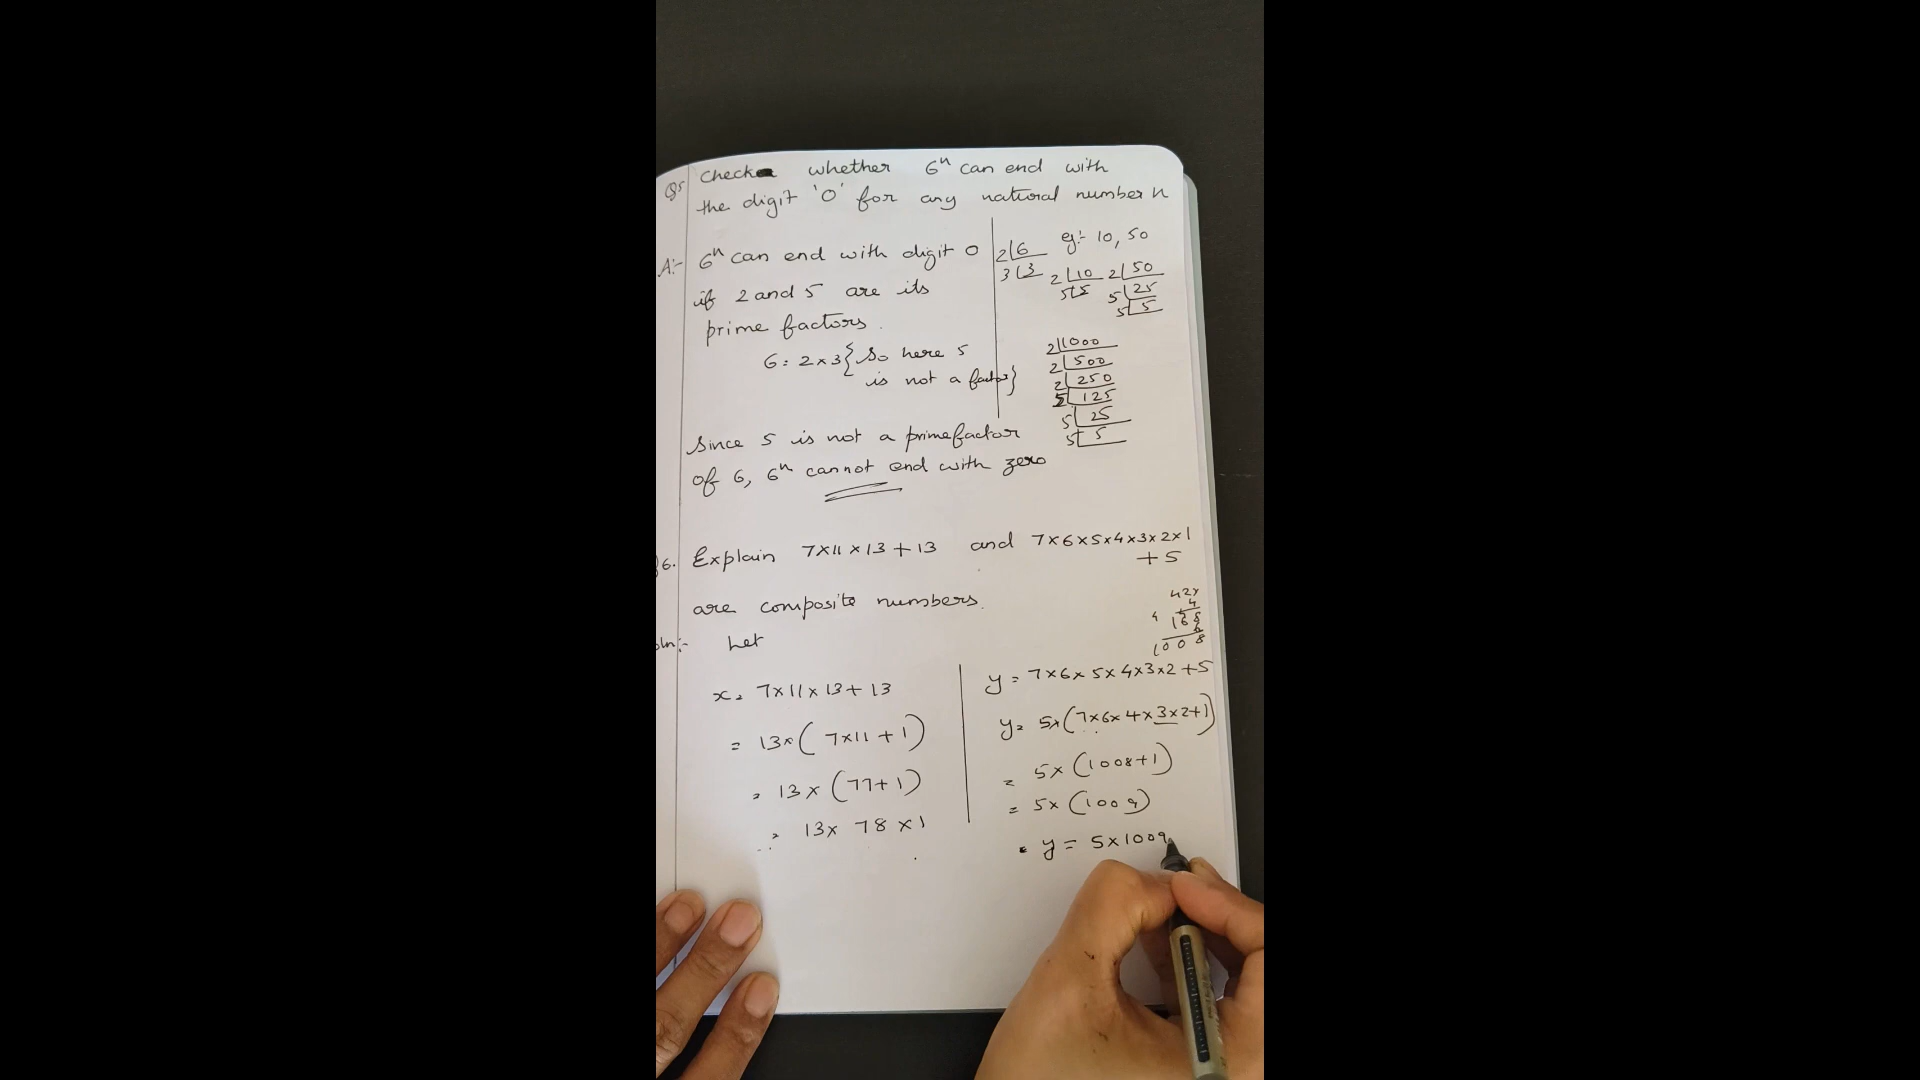 Q5 Check whether 6ⁿ can end with
the digit 'O' for any natural number n
A:- 6ⁿ can end with digit 0
if 2 and 5 are its
prime factors.
6 = 2 × 3 { So here 5
is not a factor }
Since 5 is not a prime factor
of 6, 6ⁿ cannot end with zero
2 | 6
3 | 3
eg:- 10, 50
2 | 10
5 | 5
2 | 50
5 | 25
5 | 5
2 | 1000
2 | 500
2 | 250
5 | 125
5 | 25
5 | 5
6. Explain 7×11×13+13 and 7×6×5×4×3×2×1
+5
are composite numbers.
oln:- Let
42×
4
168
6
1008
x = 7×11×13+13
= 13×(7×11+1)
= 13×(77+1)
= 13×78×1
y = 7×6×5×4×3×2+5
y = 5×(7×6×4×3×2+1)
= 5×(1008+1)
= 5×(1009)
y = 5×1009